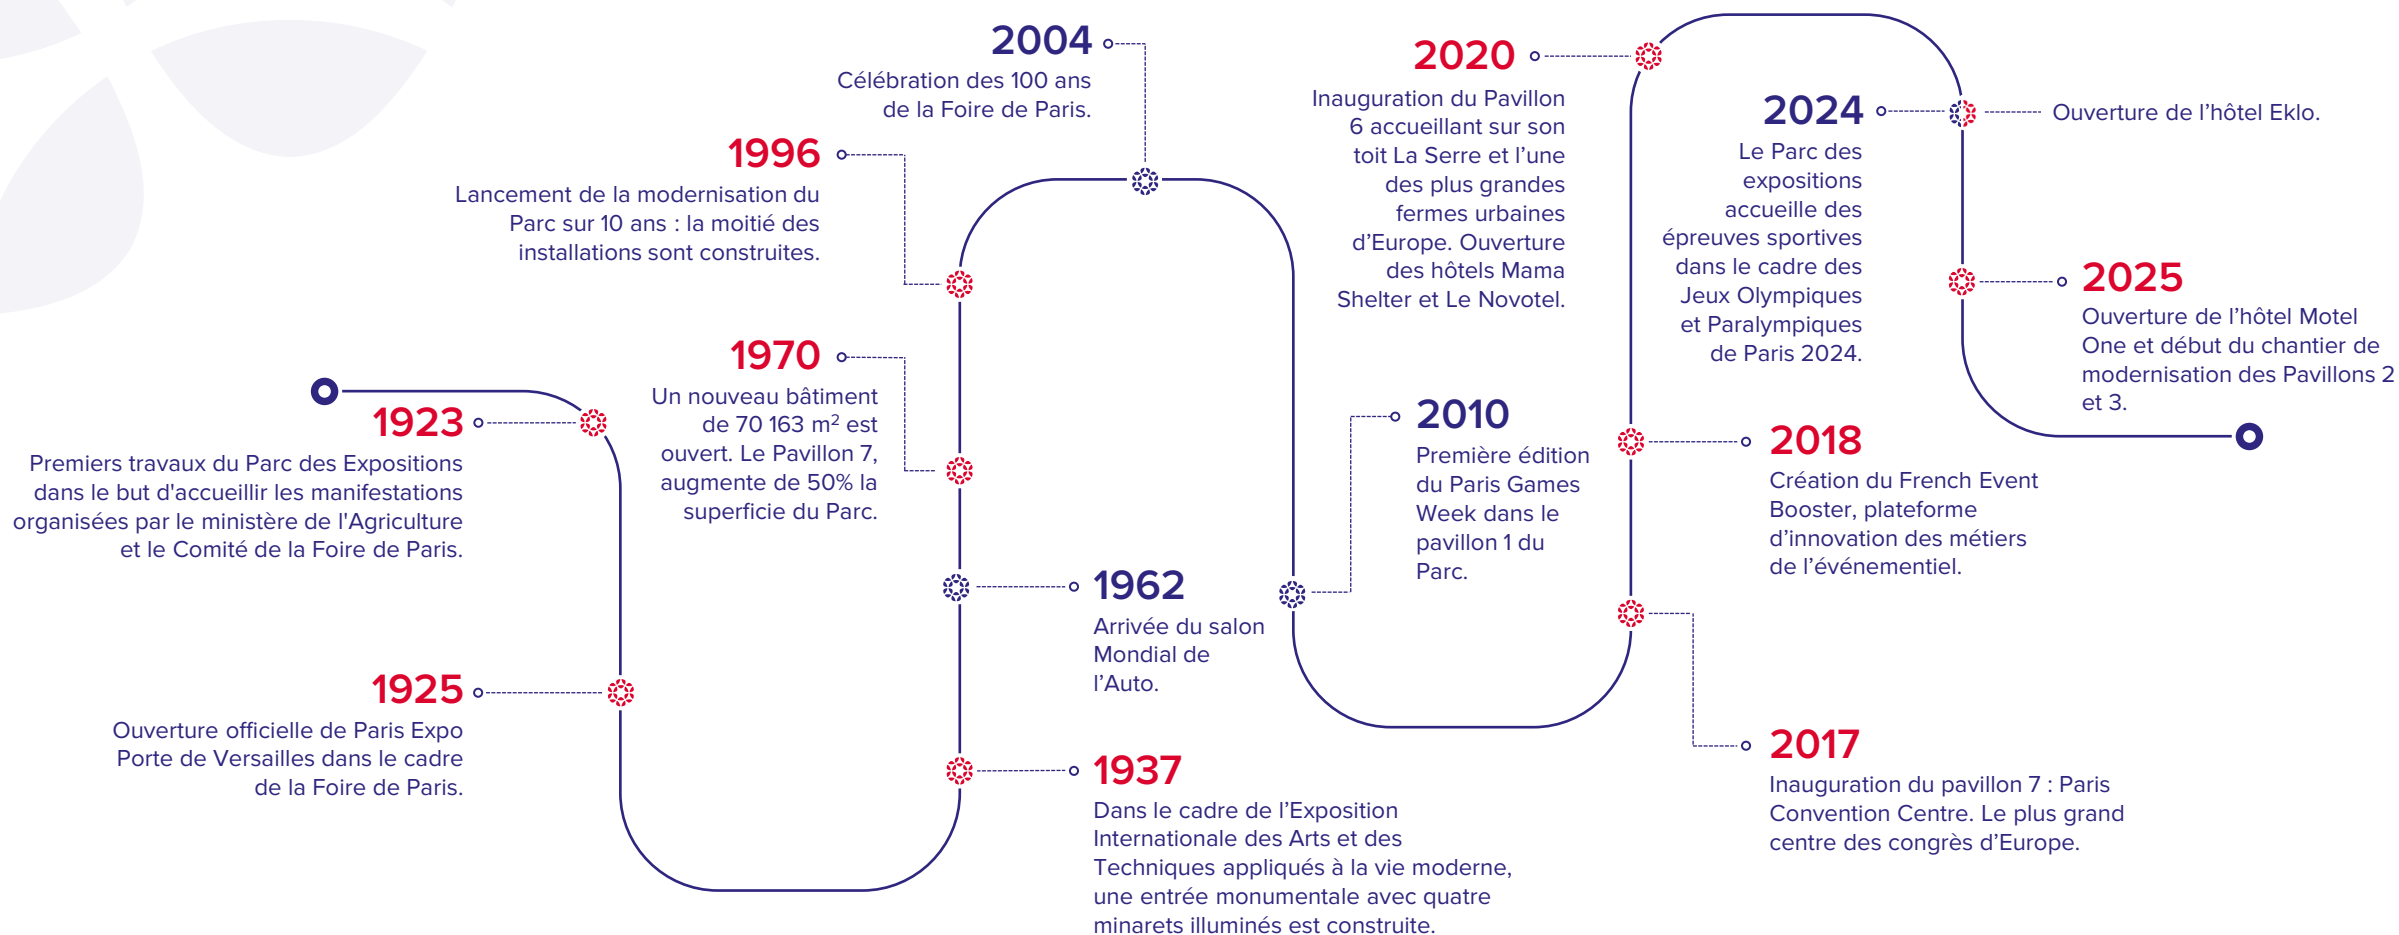 1923
Premiers travaux du Parc des Expositions
dans le but d'accueillir les manifestations
organisées par le ministère de l'Agriculture
et le Comité de la Foire de Paris.
1925
Ouverture officielle de Paris Expo
Porte de Versailles dans le cadre
de la Foire de Paris.
1937
Dans le cadre de l’Exposition
Internationale des Arts et des
Techniques appliqués à la vie moderne,
une entrée monumentale avec quatre
minarets illuminés est construite.
1962
Arrivée du salon
Mondial de
l’Auto.
1970
Un nouveau bâtiment
de 70 163 m² est
ouvert. Le Pavillon 7,
augmente de 50% la
superficie du Parc.
1996
Lancement de la modernisation du
Parc sur 10 ans : la moitié des
installations sont construites.
2004
Célébration des 100 ans
de la Foire de Paris.
2010
Première édition
du Paris Games
Week dans le
pavillon 1 du
Parc.
2017
Inauguration du pavillon 7 : Paris
Convention Centre. Le plus grand
centre des congrès d’Europe.
2018
Création du French Event
Booster, plateforme
d’innovation des métiers
de l’événementiel.
2020
Inauguration du Pavillon
6 accueillant sur son
toit La Serre et l’une
des plus grandes
fermes urbaines
d’Europe. Ouverture
des hôtels Mama
Shelter et Le Novotel.
2024
Le Parc des
expositions
accueille des
épreuves sportives
dans le cadre des
Jeux Olympiques
et Paralympiques
de Paris 2024.
Ouverture de l’hôtel Eklo.
2025
Ouverture de l’hôtel Motel
One et début du chantier de
modernisation des Pavillons 2
et 3.